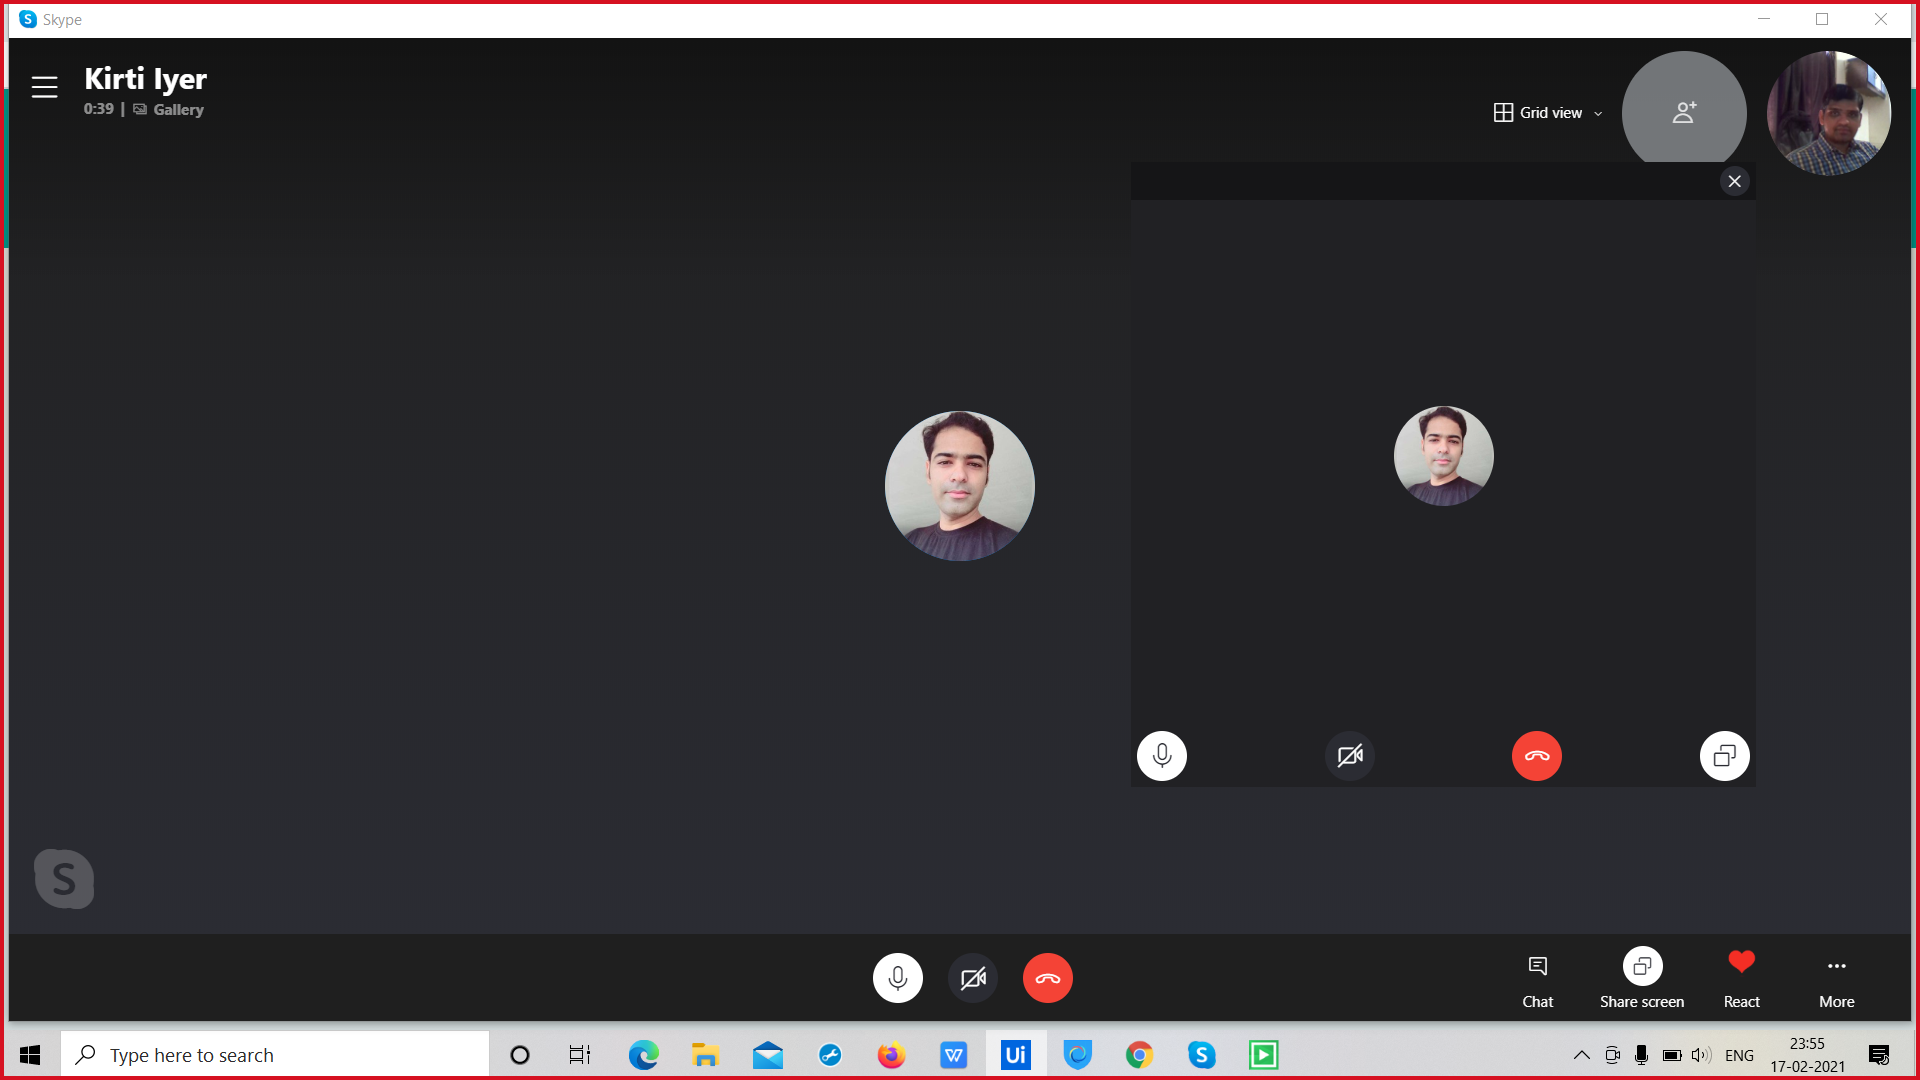 Skype
Kirti Iyer
0:39 | Gallery
Grid view
S
Chat
Share screen
React
More
Type here to search
W
Ui
S
ENG
23:55
17-02-2021